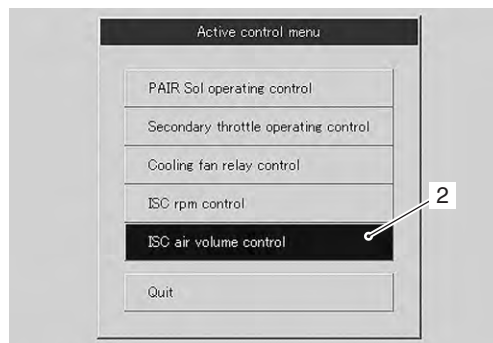 Active control menu
PAIR Sol operating control
Secondary throttle operating control
Cooling fan relay control
ISC rpm control
2
ISC air volume control
Quit